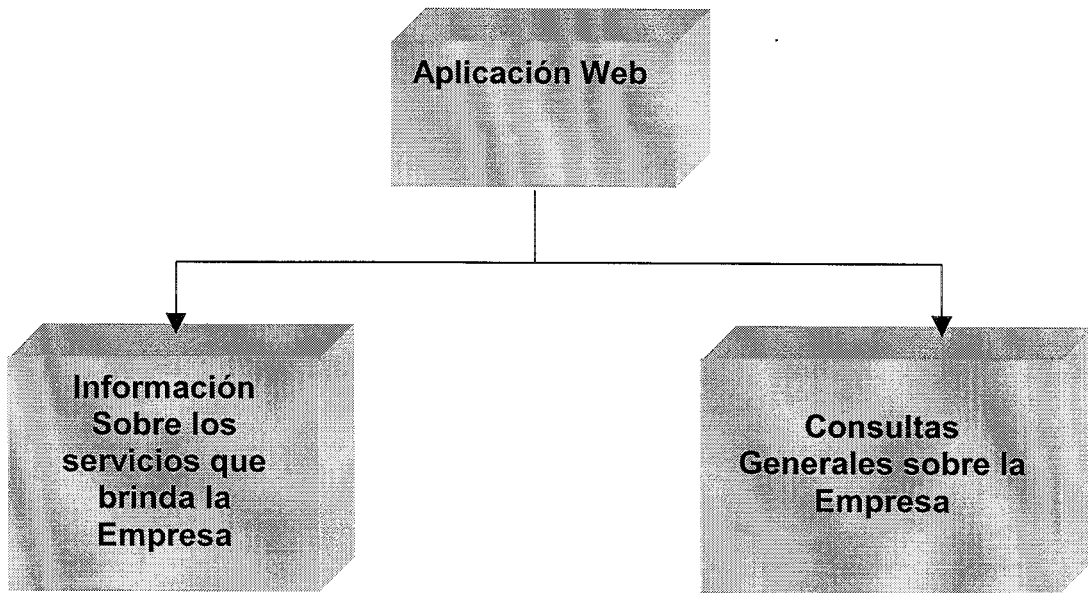 Aplicación Web
Información
Sobre los
servicios que
brinda la
Empresa
Consultas
Generales sobre la
Empresa